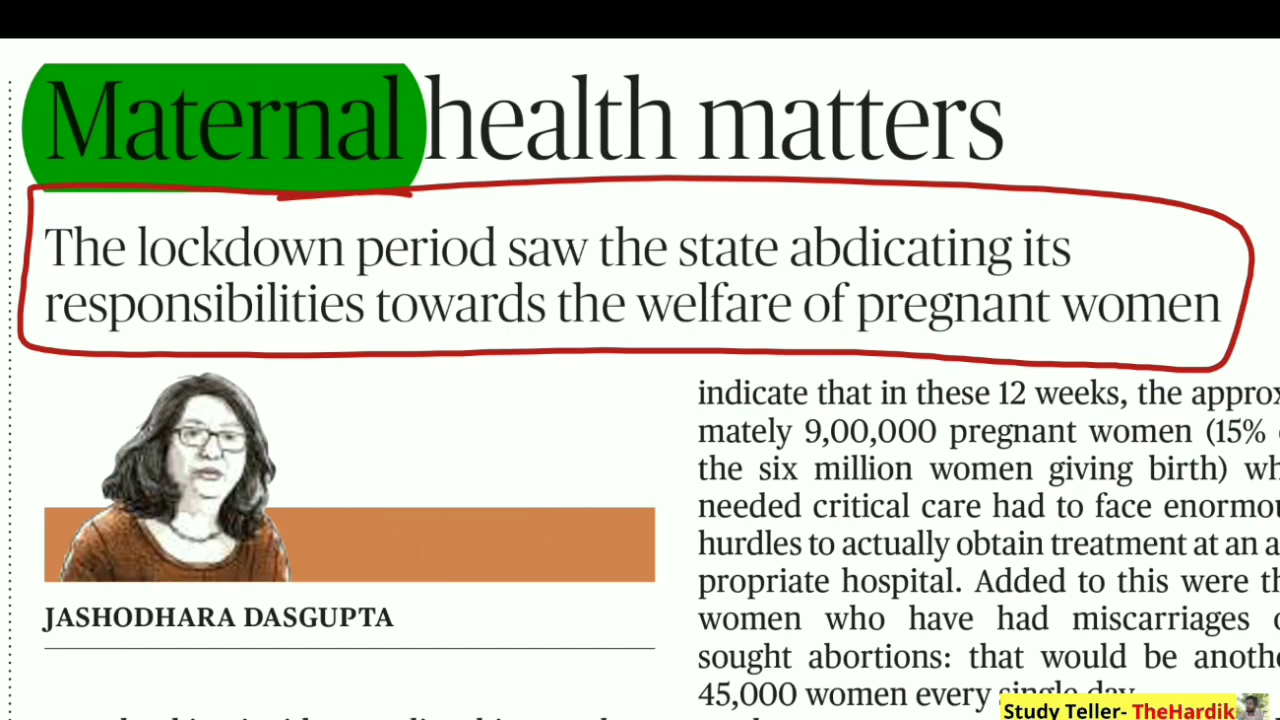 Maternal health matters
The lockdown period saw the state abdicating its
responsibilities towards the welfare of pregnant women
JASHODHARA DASGUPTA
indicate that in these 12 weeks, the approx
mately 9,00,000 pregnant women (15%
the six million women giving birth) wh
needed critical care had to face enormou
hurdles to actually obtain treatment at an a
propriate hospital. Added to this were th
women who have had miscarriages o
sought abortions: that would be anothe
45,000 women every single day
Study Teller- TheHardik